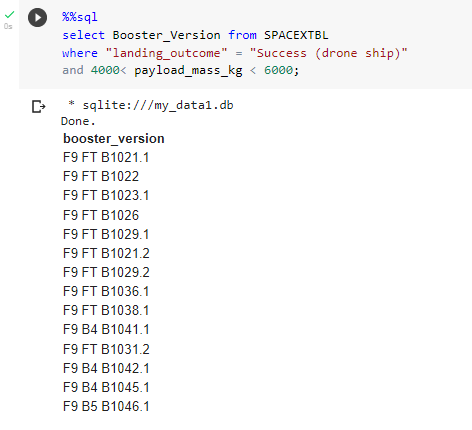 0s
%%sql
select Booster_Version from SPACEXTBL
where "landing_outcome" = "Success (drone ship)"
and 4000< payload_mass_kg < 6000;
* sqlite:///my_data1.db
Done.
booster_version
F9 FT B1021.1
F9 FT B1022
F9 FT B1023.1
F9 FT B1026
F9 FT B1029.1
F9 FT B1021.2
F9 FT B1029.2
F9 FT B1036.1
F9 FT B1038.1
F9 B4 B1041.1
F9 FT B1031.2
F9 B4 B1042.1
F9 B4 B1045.1
F9 B5 B1046.1